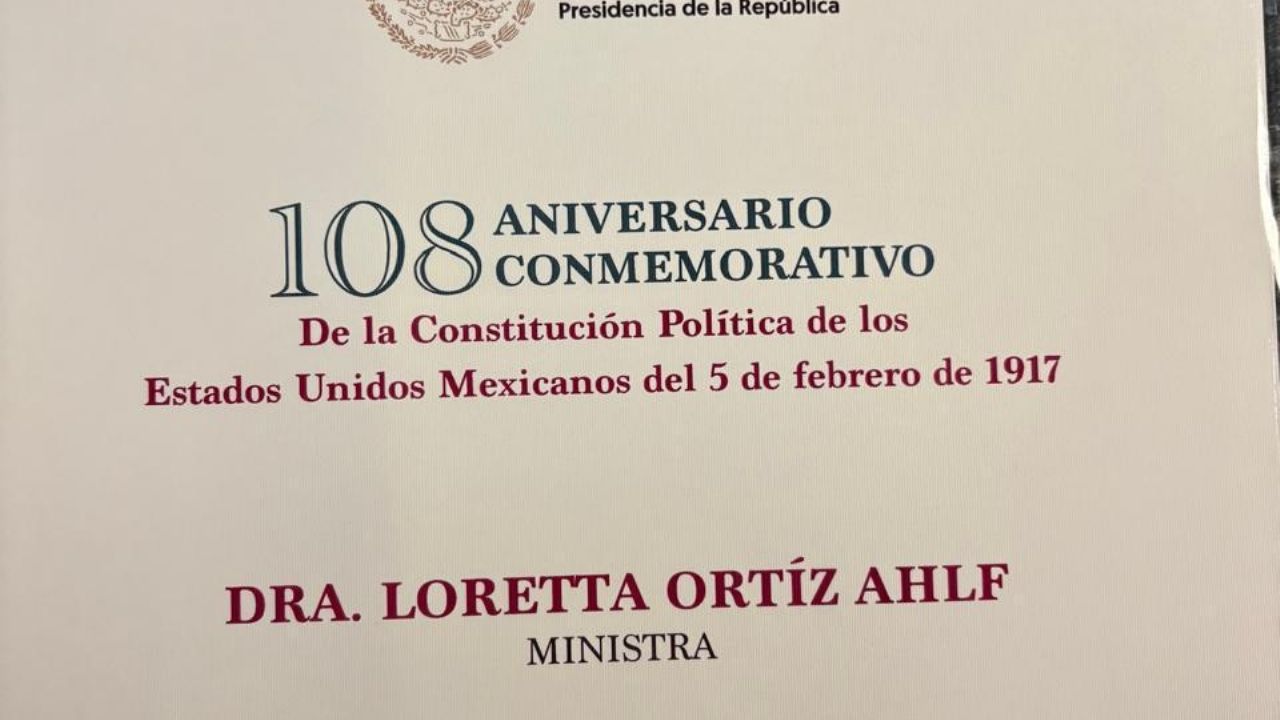 Presidencia de la República
108 ANIVERSARIO
CONMEMORATIVO
De la Constitución Política de los
Estados Unidos Mexicanos del 5 de febrero de 1917
DRA. LORETTA ORTÍZ AHLF
MINISTRA